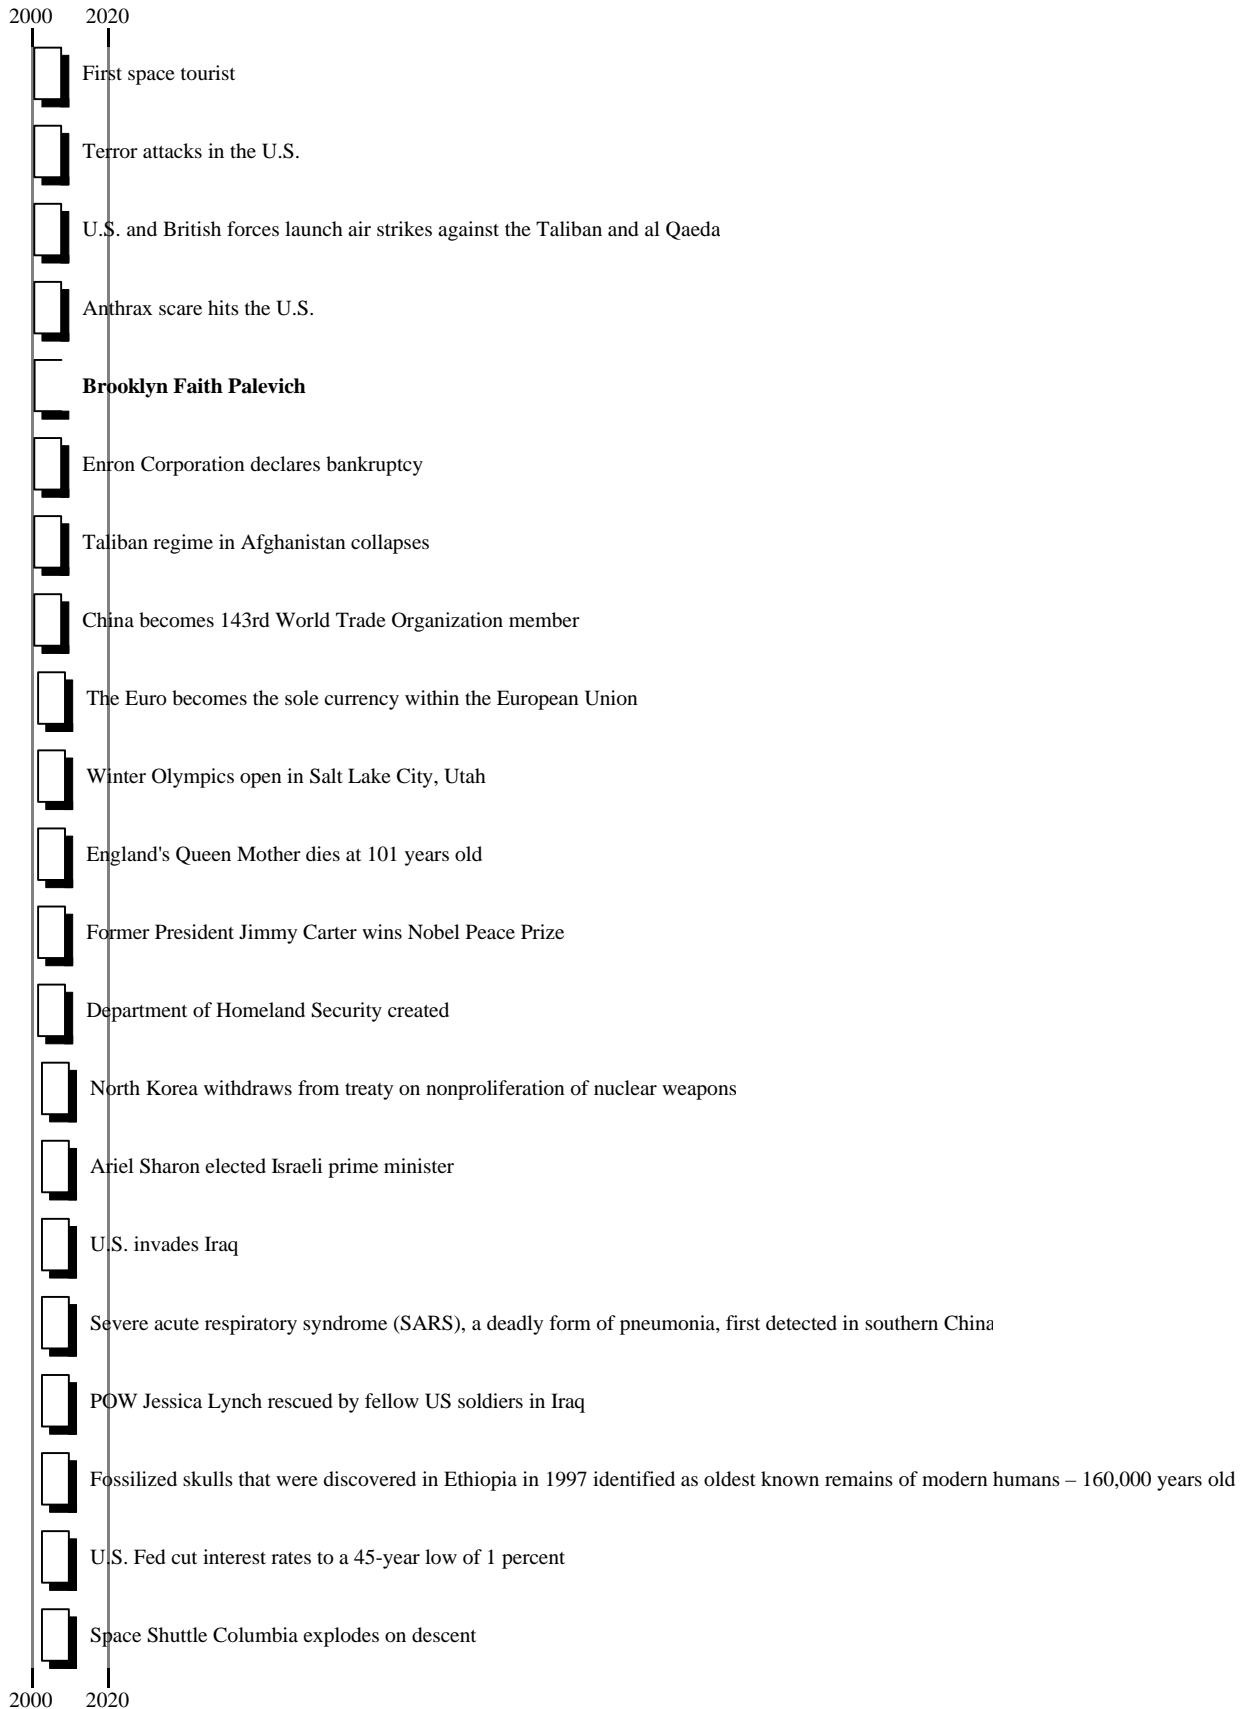 2000 2020
First space tourist
Terror attacks in the U.S.
U.S. and British forces launch air strikes against the Taliban and al Qaeda
Anthrax scare hits the U.S.
Brooklyn Faith Palevich
Enron Corporation declares bankruptcy
Taliban regime in Afghanistan collapses
China becomes 143rd World Trade Organization member
The Euro becomes the sole currency within the European Union
Winter Olympics open in Salt Lake City, Utah
England's Queen Mother dies at 101 years old
Former President Jimmy Carter wins Nobel Peace Prize
Department of Homeland Security created
North Korea withdraws from treaty on nonproliferation of nuclear weapons
Ariel Sharon elected Israeli prime minister
U.S. invades Iraq
Severe acute respiratory syndrome (SARS), a deadly form of pneumonia, first detected in southern China
POW Jessica Lynch rescued by fellow US soldiers in Iraq
Fossilized skulls that were discovered in Ethiopia in 1997 identified as oldest known remains of modern humans – 160,000 years old
U.S. Fed cut interest rates to a 45-year low of 1 percent
Space Shuttle Columbia explodes on descent
2000 2020